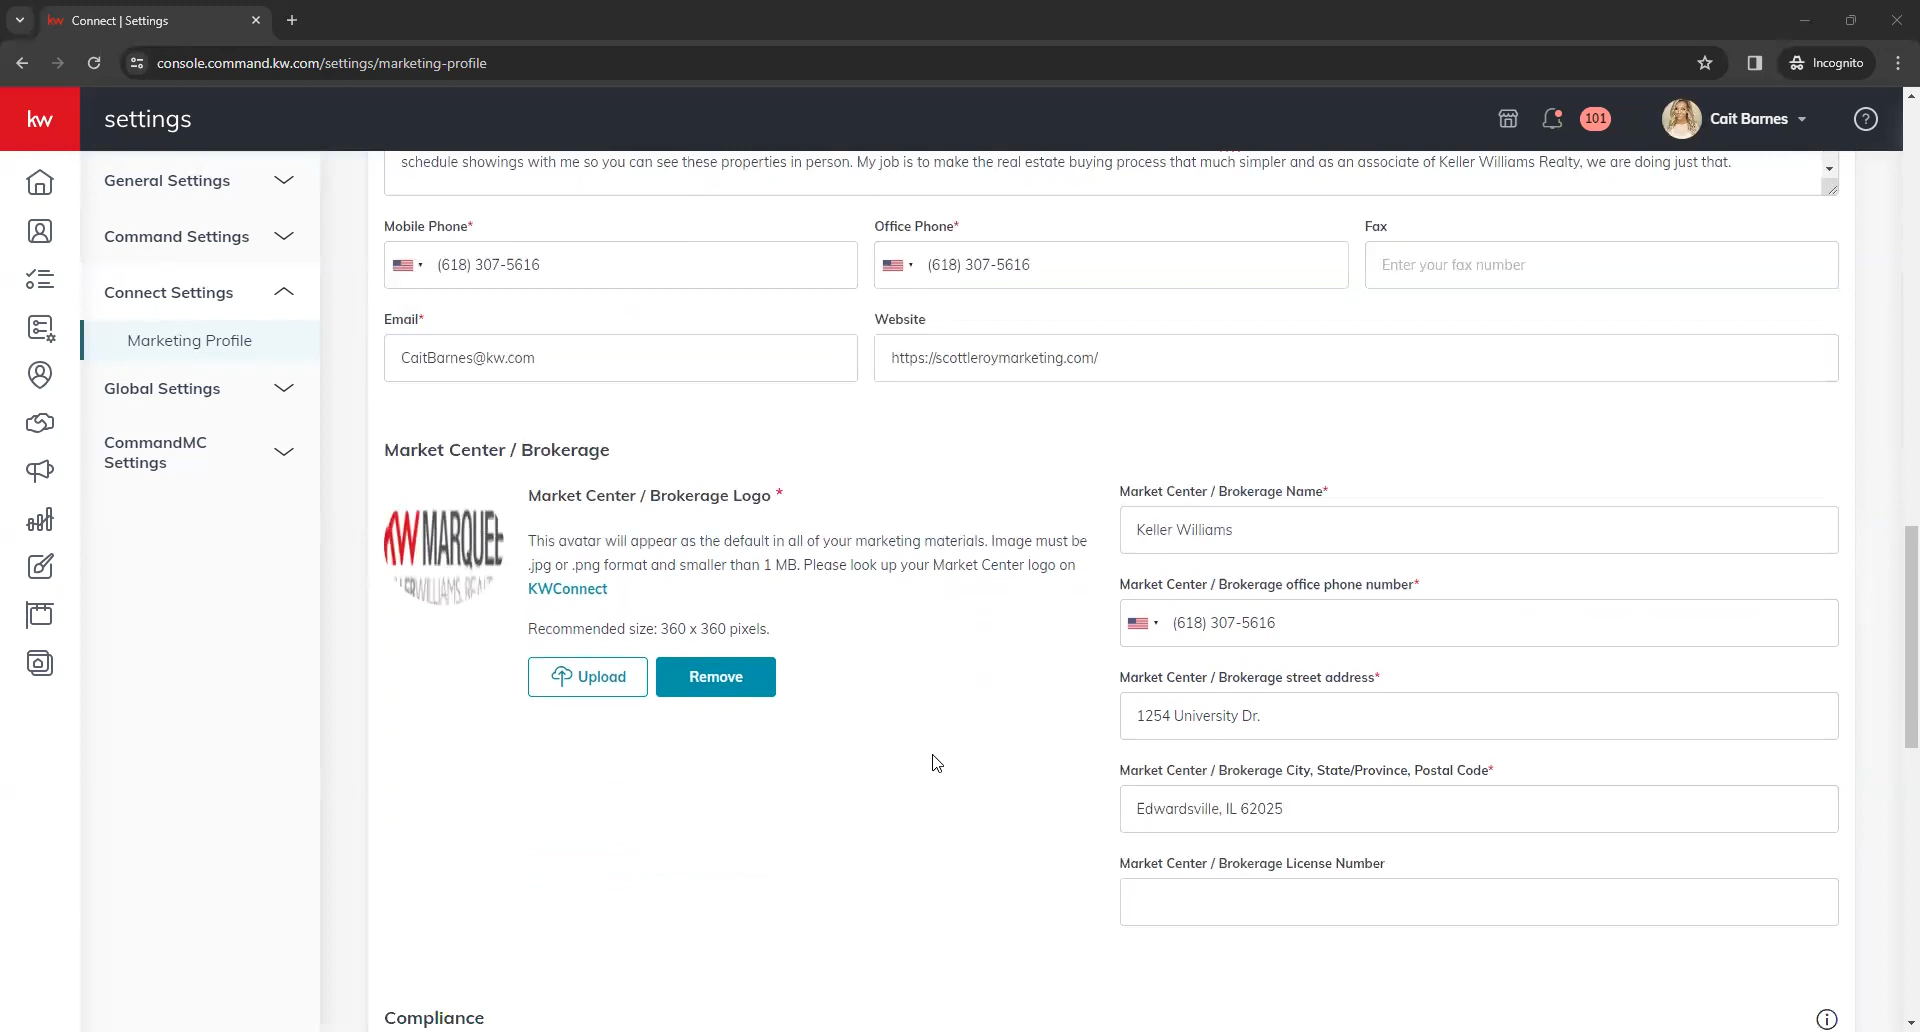 Connect | Settings
console.command.kw.com/settings/marketing-profile
Incognito
kw
settings
101
Cait Barnes
General Settings
Command Settings
Connect Settings
Marketing Profile
Global Settings
CommandMC
Settings
schedule showings with me so you can see these properties in person. My job is to make the real estate buying process that much simpler and as an associate of Keller Williams Realty, we are doing just that.
Mobile Phone*
Office Phone*
Fax
(618) 307-5616
(618) 307-5616
Enter your fax number
Email*
Website
CaitBarnes@kw.com
https://scottleroymarketing.com/
Market Center / Brokerage
KW MARQUEE
Market Center / Brokerage Logo *
This avatar will appear as the default in all of your marketing materials. Image must be
.jpg or .png format and smaller than 1 MB. Please look up your Market Center logo on
KWConnect
Recommended size: 360 x 360 pixels.
Upload
Remove
Market Center / Brokerage Name*
Keller Williams
Market Center / Brokerage office phone number*
(618) 307-5616
Market Center / Brokerage street address*
1254 University Dr.
Market Center / Brokerage City, State/Province, Postal Code*
Edwardsville, IL 62025
Market Center / Brokerage License Number
Compliance